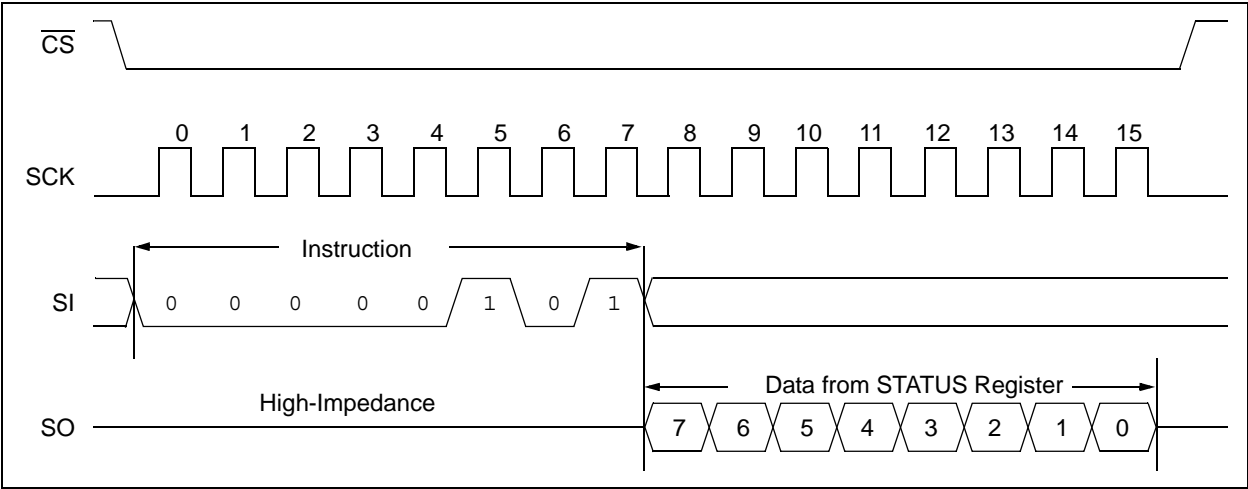 CS
0 1 2 3 4 5 6 7 8 9 10 11 12 13 14 15
SCK
Instruction
SI 0 0 0 0 0 1 0 1
Data from STATUS Register
High-Impedance
SO 7 6 5 4 3 2 1 0